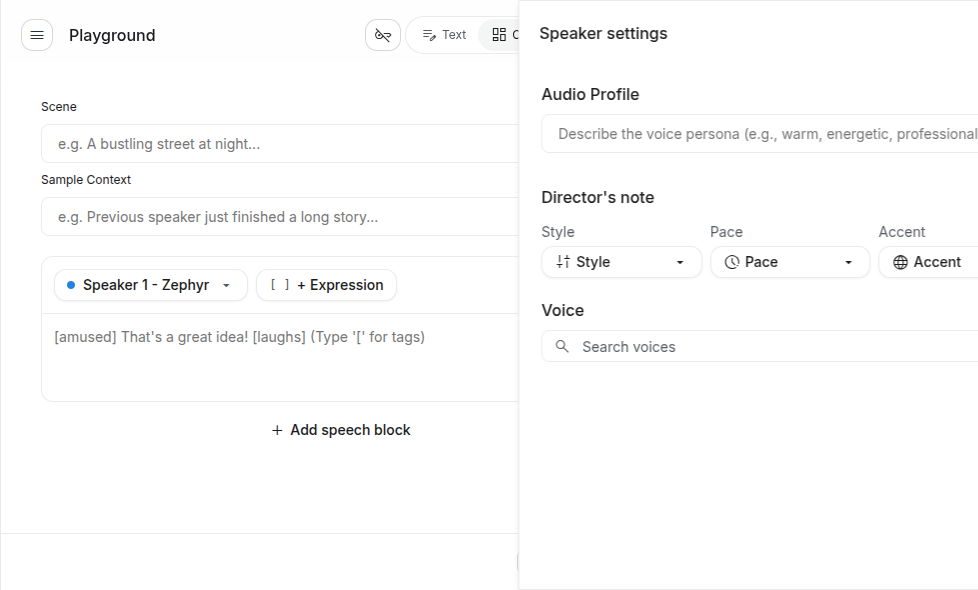 Playground
Text
Scene
e.g. A bustling street at night...
Sample Context
e.g. Previous speaker just finished a long story...
Speaker 1 - Zephyr
[ ] + Expression
[amused] That's a great idea! [laughs] (Type '[' for tags)
+ Add speech block
Speaker settings
Audio Profile
Describe the voice persona (e.g., warm, energetic, professional
Director's note
Style Pace Accent
Style Pace Accent
Voice
Search voices